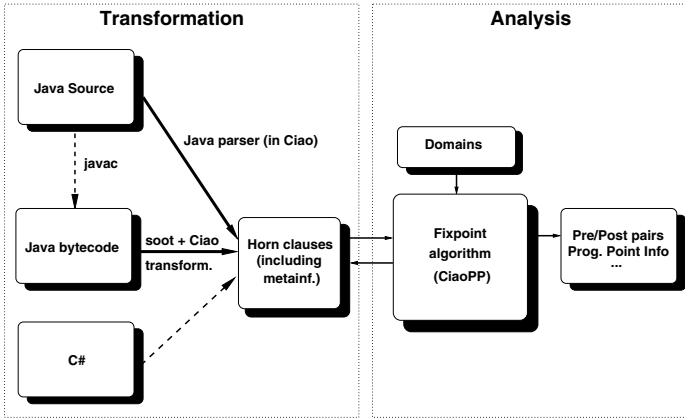 Transformation
Analysis
Java Source
Java parser (in Ciao)
javac
Domains
Java bytecode
soot + Ciao
transform.
Horn clauses
(including
metainf.)
Fixpoint
algorithm
(CiaoPP)
Pre/Post pairs
Prog. Point Info
...
C#